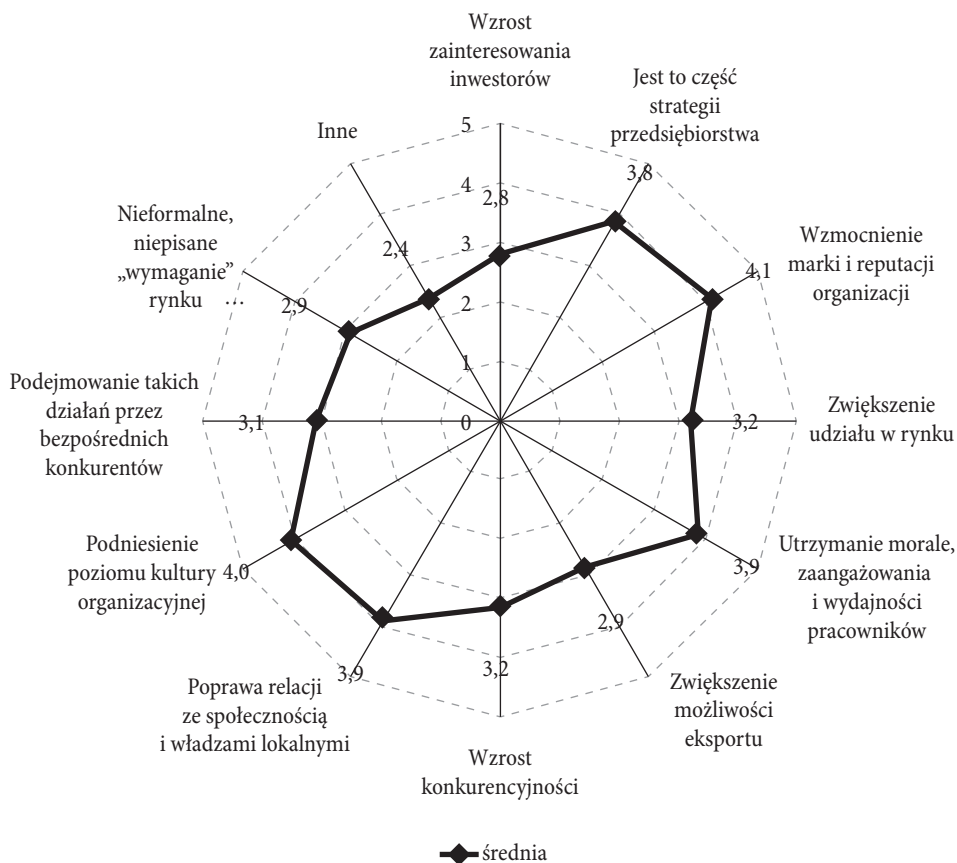 Wzrost
zainteresowania
inwestorów
Jest to część
strategii
przedsiębiorstwa
3,8
Wzmocnienie
marki i reputacji
organizacji
4,1
Zwiększenie
udziału w rynku
3,2
Utrzymanie morale,
zaangażowania
i wydajności
pracowników
3,9
Zwiększenie
możliwości
eksportu
2,9
Wzrost
konkurencyjności
3,2
Poprawa relacji
ze społecznością
i władzami lokalnymi
3,9
Podniesienie
poziomu kultury
organizacyjnej
4,0
Podejmowanie takich
działań przez
bezpośrednich
konkurentów
3,1
Nieformalne,
niepisane
„wymaganie”
rynku …
2,9
Inne
2,4
2,8
5
4
3
2
1
0
średnia